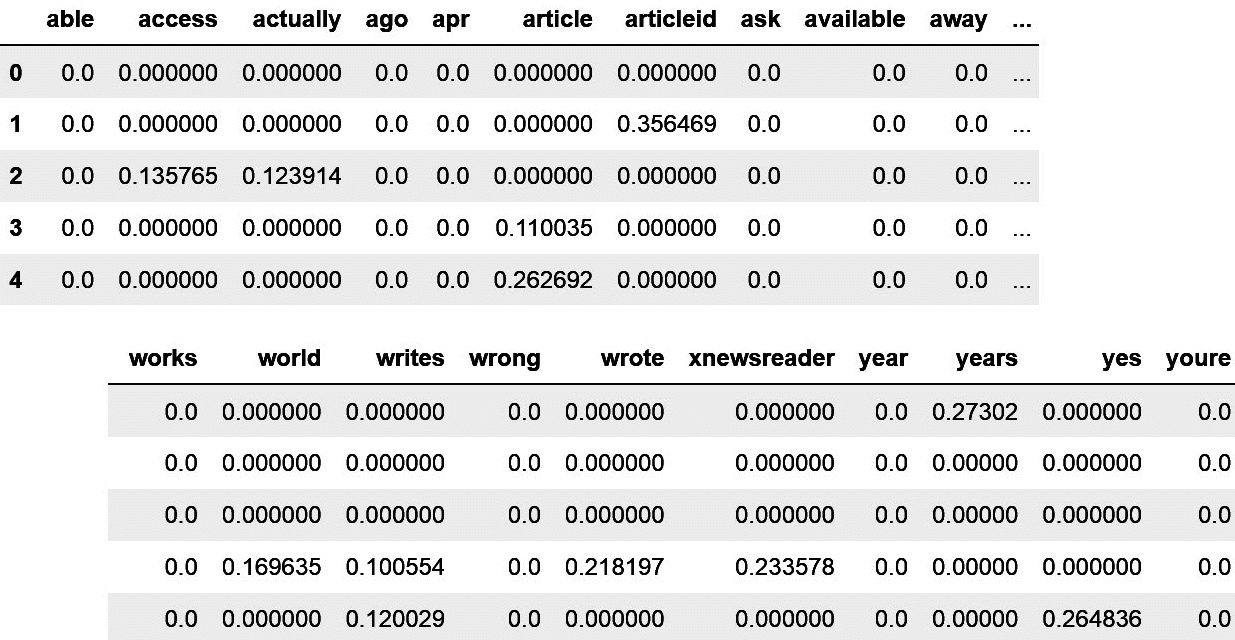 able access actually ago apr article articleid ask available away ...
0 0.0 0.000000 0.000000 0.0 0.0 0.000000 0.000000 0.0 0.0 0.0 ...
1 0.0 0.000000 0.000000 0.0 0.0 0.000000 0.356469 0.0 0.0 0.0 ...
2 0.0 0.135765 0.123914 0.0 0.0 0.000000 0.000000 0.0 0.0 0.0 ...
3 0.0 0.000000 0.000000 0.0 0.0 0.110035 0.000000 0.0 0.0 0.0 ...
4 0.0 0.000000 0.000000 0.0 0.0 0.262692 0.000000 0.0 0.0 0.0 ...
works world writes wrong wrote xnewsreader year years yes youre
0.0 0.000000 0.000000 0.0 0.000000 0.000000 0.0 0.27302 0.000000 0.0
0.0 0.000000 0.000000 0.0 0.000000 0.000000 0.0 0.00000 0.000000 0.0
0.0 0.000000 0.000000 0.0 0.000000 0.000000 0.0 0.00000 0.000000 0.0
0.0 0.169635 0.100554 0.0 0.218197 0.233578 0.0 0.00000 0.000000 0.0
0.0 0.000000 0.120029 0.0 0.000000 0.000000 0.0 0.00000 0.264836 0.0